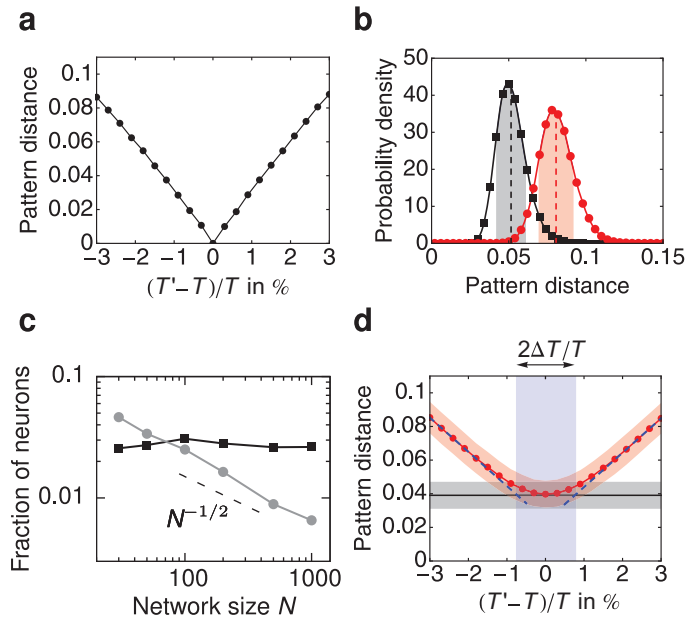 a
Pattern distance
0.1
0.08
0.06
0.04
0.02
0
−3 −2 −1 0 1 2 3
(T'−T)/T in %
b
Probability density
50
40
30
20
10
0
0 0.05 0.1 0.15
Pattern distance
c
Fraction of neurons
0.1
0.01
N−1/2
100 1000
Network size N
d
2ΔT/T
Pattern distance
0.1
0.08
0.06
0.04
0.02
0
−3 −2 −1 0 1 2 3
(T'−T)/T in %